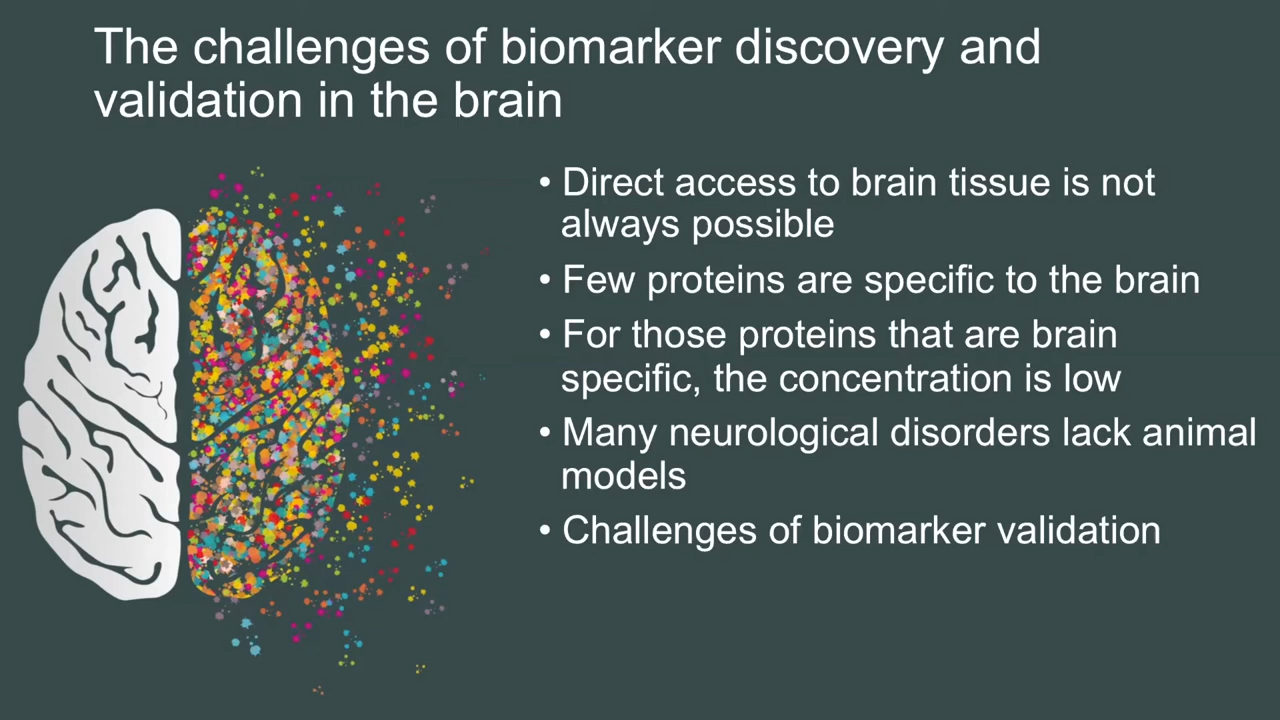 The challenges of biomarker discovery and
validation in the brain
• Direct access to brain tissue is not
always possible
• Few proteins are specific to the brain
• For those proteins that are brain
specific, the concentration is low
• Many neurological disorders lack animal
models
• Challenges of biomarker validation